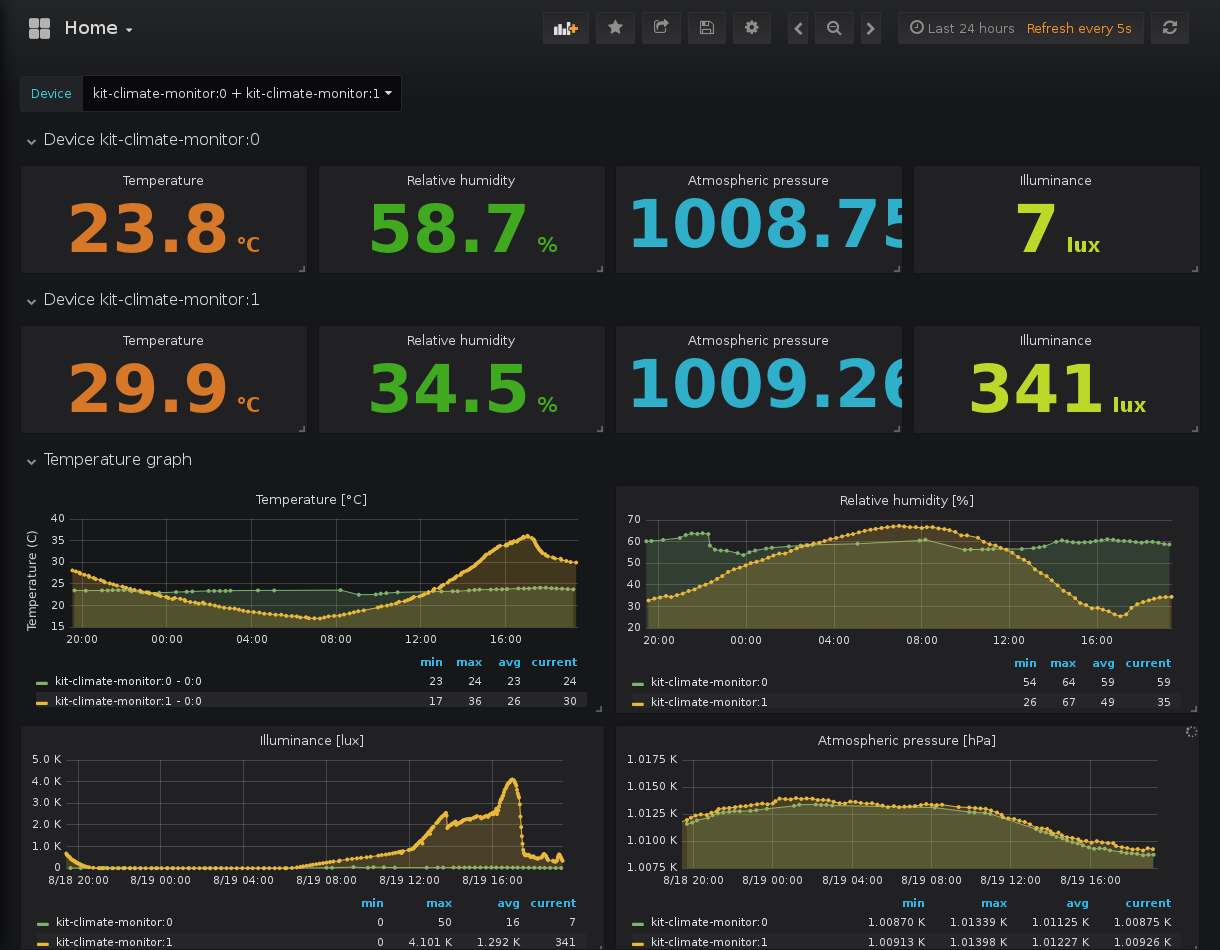 Home
Last 24 hours Refresh every 5s
Device kit-climate-monitor:0 + kit-climate-monitor:1
Device kit-climate-monitor:0
Temperature Relative humidity Atmospheric pressure Illuminance
23.8 °C 58.7 % 1008.75 7 lux
Device kit-climate-monitor:1
Temperature Relative humidity Atmospheric pressure Illuminance
29.9 °C 34.5 % 1009.26 341 lux
Temperature graph
Temperature [°C]
Temperature (C)
40
35
30
25
20
15
20:00 00:00 04:00 08:00 12:00 16:00
min max avg current
kit-climate-monitor:0 - 0:0 23 24 23 24
kit-climate-monitor:1 - 0:0 17 36 26 30
Relative humidity [%]
70
60
50
40
30
20
20:00 00:00 04:00 08:00 12:00 16:00
min max avg current
kit-climate-monitor:0 54 64 59 59
kit-climate-monitor:1 26 67 49 35
Illuminance [lux]
5.0 K
4.0 K
3.0 K
2.0 K
1.0 K
0
8/18 20:00 8/19 00:00 8/19 04:00 8/19 08:00 8/19 12:00 8/19 16:00
min max avg current
kit-climate-monitor:0 0 50 16 7
kit-climate-monitor:1 0 4.101 K 1.292 K 341
Atmospheric pressure [hPa]
1.0175 K
1.0150 K
1.0125 K
1.0100 K
1.0075 K
8/18 20:00 8/19 00:00 8/19 04:00 8/19 08:00 8/19 12:00 8/19 16:00
min max avg current
kit-climate-monitor:0 1.00870 K 1.01339 K 1.01125 K 1.00875 K
kit-climate-monitor:1 1.00913 K 1.01398 K 1.01227 K 1.00926 K